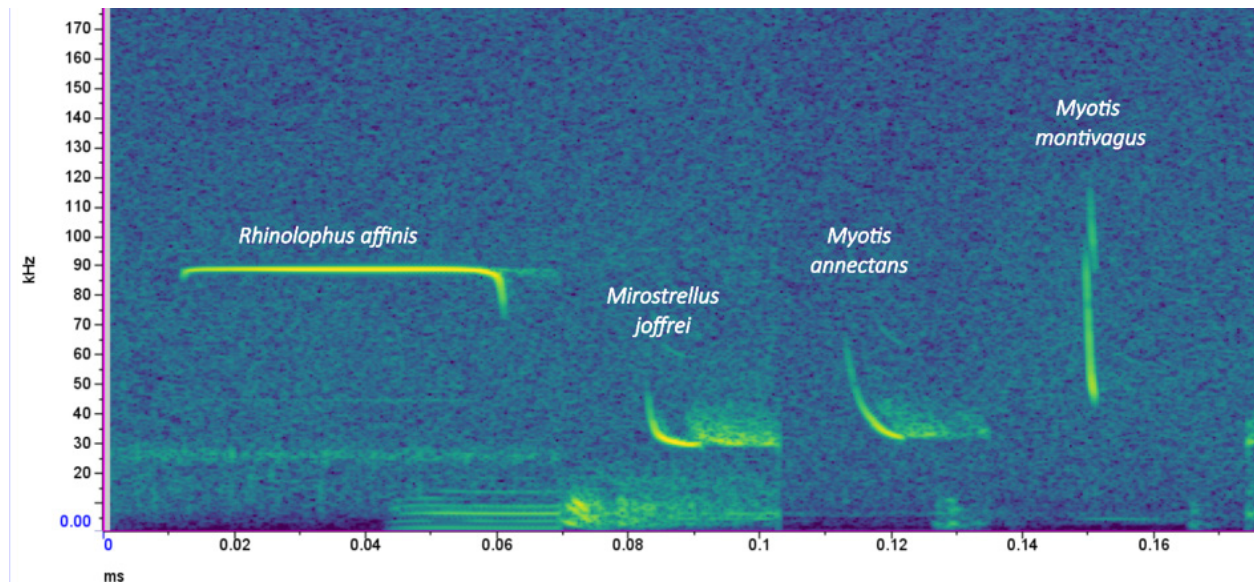 170
160
150
140
130
120
110
100
90
80
70
60
50
40
30
20
0.00
kHz
Rhinolophus affinis
Mirostrellus
joffrei
Myotis
annectans
Myotis
montivagus
0 0.02 0.04 0.06 0.08 0.1 0.12 0.14 0.16
ms